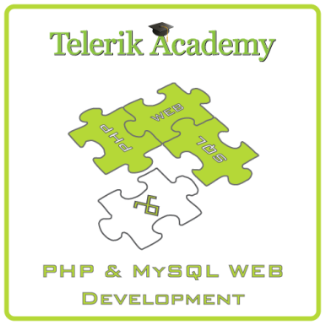 Telerik Academy
WEB
PHP
SQL
PHP & MySQL WEB
Development